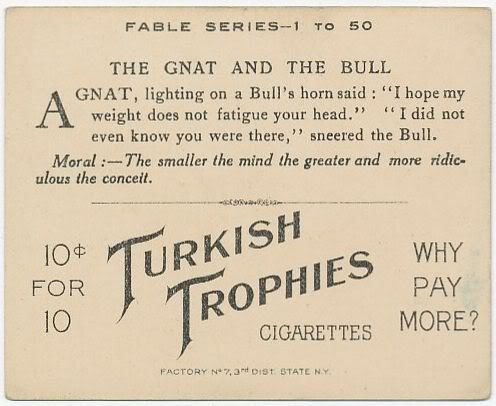 FABLE SERIES—1 TO 50
THE GNAT AND THE BULL
A GNAT, lighting on a Bull's horn said : "I hope my
weight does not fatigue your head." "I did not
even know you were there," sneered the Bull.
Moral :—The smaller the mind the greater and more ridic-
ulous the conceit.
10¢
FOR
10
TURKISH
TROPHIES
CIGARETTES
WHY
PAY
MORE?
FACTORY No 7, 3rd DIST. STATE N.Y.